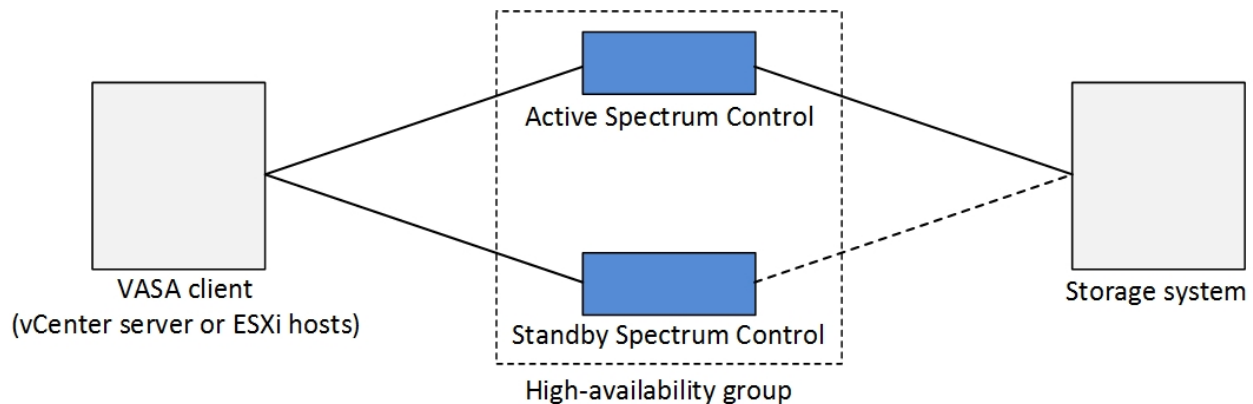 Active Spectrum Control
VASA client
(vCenter server or ESXi hosts)
Storage system
Standby Spectrum Control
High-availability group